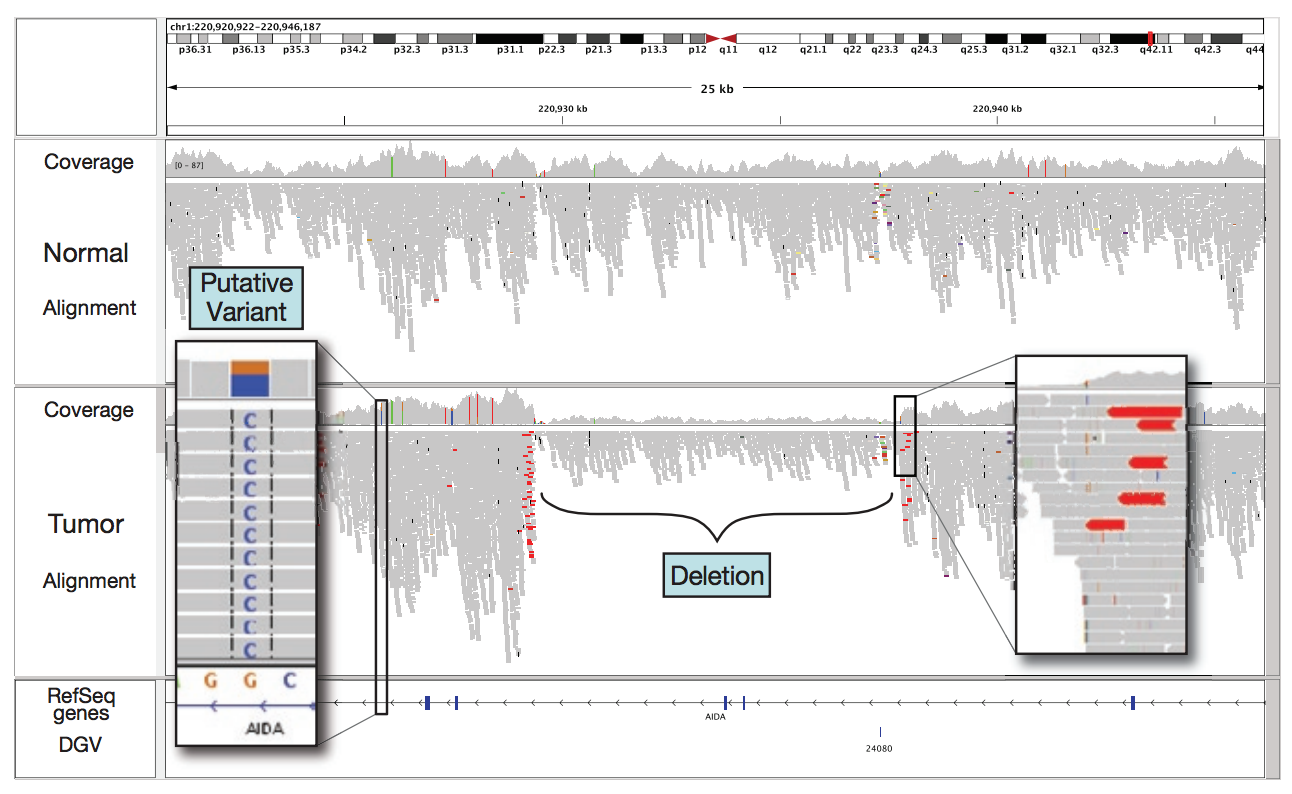 chr1:220,920,922-220,946,187
p36.31 p36.13 p35.3 p34.2 p32.3 p31.3 p31.1 p22.3 p21.3 p13.3 p12 q11 q12 q21.1 q22 q23.3 q24.3 q25.3 q31.2 q32.1 q32.3 q42.11 q42.3 q44
25 kb
220,930 kb 220,940 kb
Coverage
[0 - 87]
Normal
Alignment
Putative
Variant
Coverage
Tumor
Alignment
C
C
C
C
C
C
C
C
C
C
C
G G C
AIDA
Deletion
RefSeq
genes
AIDA
DGV
24080